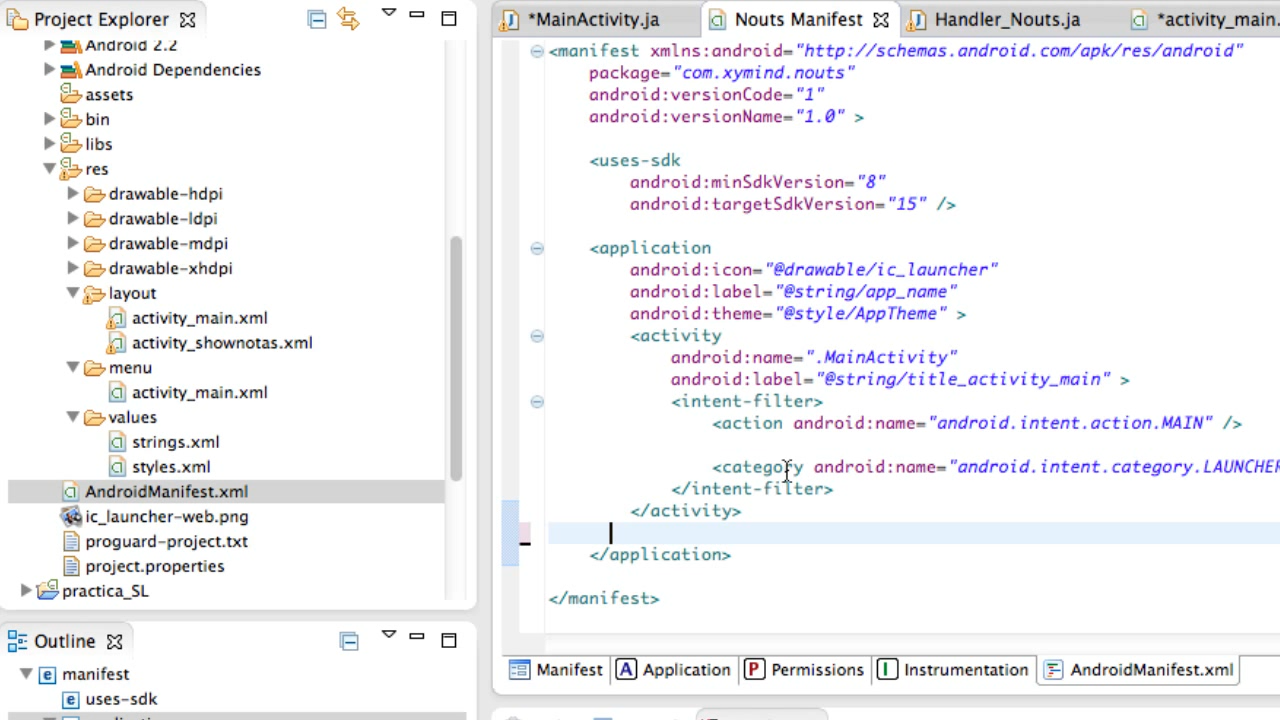 Project Explorer
Android 2.2
Android Dependencies
assets
bin
libs
res
drawable-hdpi
drawable-ldpi
drawable-mdpi
drawable-xhdpi
layout
activity_main.xml
activity_shownotas.xml
menu
activity_main.xml
values
strings.xml
styles.xml
AndroidManifest.xml
ic_launcher-web.png
proguard-project.txt
project.properties
practica_SL
Outline
manifest
uses-sdk
*MainActivity.ja
Nouts Manifest
Handler_Nouts.ja
*activity_main.
<manifest xmlns:android="http://schemas.android.com/apk/res/android"
package="com.xymind.nouts"
android:versionCode="1"
android:versionName="1.0" >
<uses-sdk
android:minSdkVersion="8"
android:targetSdkVersion="15" />
<application
android:icon="@drawable/ic_launcher"
android:label="@string/app_name"
android:theme="@style/AppTheme" >
<activity
android:name=".MainActivity"
android:label="@string/title_activity_main" >
<intent-filter>
<action android:name="android.intent.action.MAIN" />
<category android:name="android.intent.category.LAUNCHER
</intent-filter>
</activity>
</application>
</manifest>
Manifest
A Application
P Permissions
I Instrumentation
AndroidManifest.xml